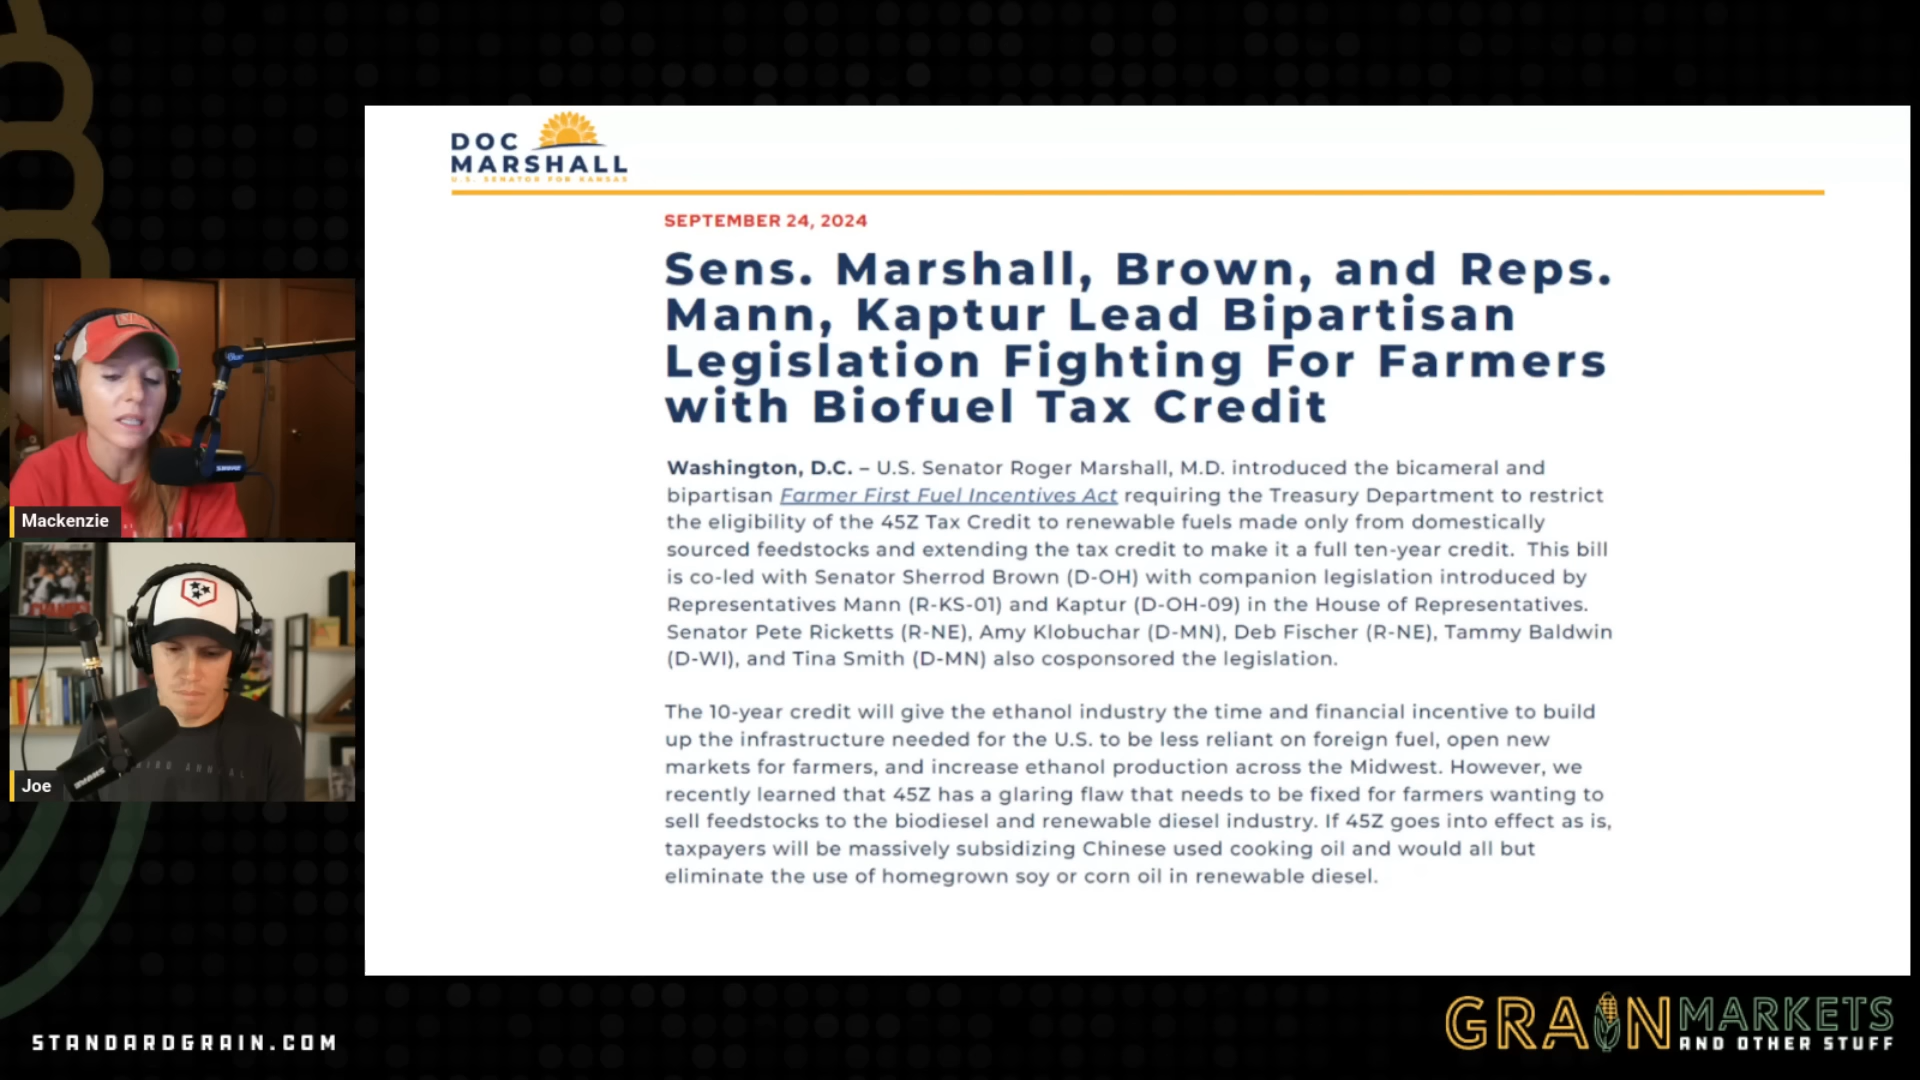 DOC
MARSHALL
U.S. SENATOR FOR KANSAS
SEPTEMBER 24, 2024
Sens. Marshall, Brown, and Reps.
Mann, Kaptur Lead Bipartisan
Legislation Fighting For Farmers
with Biofuel Tax Credit
Washington, D.C. – U.S. Senator Roger Marshall, M.D. introduced the bicameral and
bipartisan Farmer First Fuel Incentives Act requiring the Treasury Department to restrict
the eligibility of the 45Z Tax Credit to renewable fuels made only from domestically
sourced feedstocks and extending the tax credit to make it a full ten-year credit. This bill
is co-led with Senator Sherrod Brown (D-OH) with companion legislation introduced by
Representatives Mann (R-KS-01) and Kaptur (D-OH-09) in the House of Representatives.
Senator Pete Ricketts (R-NE), Amy Klobuchar (D-MN), Deb Fischer (R-NE), Tammy Baldwin
(D-WI), and Tina Smith (D-MN) also cosponsored the legislation.
The 10-year credit will give the ethanol industry the time and financial incentive to build
up the infrastructure needed for the U.S. to be less reliant on foreign fuel, open new
markets for farmers, and increase ethanol production across the Midwest. However, we
recently learned that 45Z has a glaring flaw that needs to be fixed for farmers wanting to
sell feedstocks to the biodiesel and renewable diesel industry. If 45Z goes into effect as is,
taxpayers will be massively subsidizing Chinese used cooking oil and would all but
eliminate the use of homegrown soy or corn oil in renewable diesel.
Mackenzie
Joe
STANDARDGRAIN.COM
GRAIN MARKETS
AND OTHER STUFF